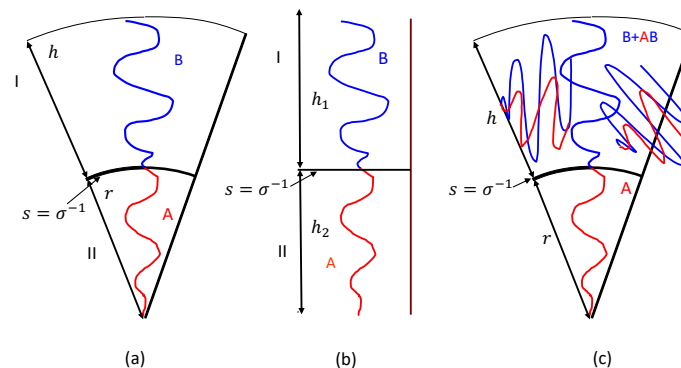 h
B
I
s = σ⁻¹
r
A
II
(a)
I
B
h₁
s = σ⁻¹
h₂
II
A
(b)
B+AB
h
s = σ⁻¹
A
r
(c)